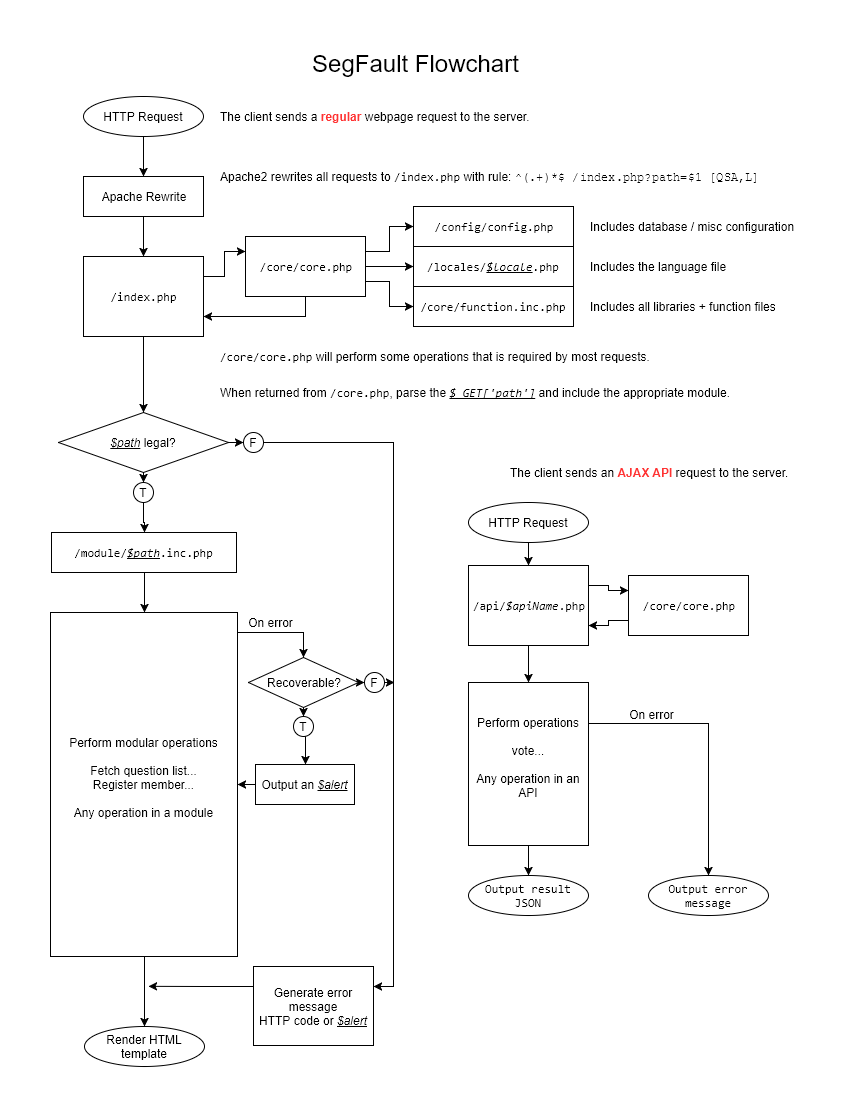 SegFault Flowchart
HTTP Request
The client sends a regular webpage request to the server.
Apache2 rewrites all requests to /index.php with rule: ^(.+)*$ /index.php?path=$1 [QSA,L]
Apache Rewrite
/config/config.php
Includes database / misc configuration
/core/core.php
/locales/$locale.php
Includes the language file
/index.php
/core/function.inc.php
Includes all libraries + function files
/core/core.php will perform some operations that is required by most requests.
When returned from /core.php, parse the $_GET['path'] and include the appropriate module.
$path legal?
F
T
/module/$path.inc.php
On error
Recoverable?
F
T
Perform modular operations
Fetch question list...
Register member...
Any operation in a module
Output an $alert
Generate error
message
HTTP code or $alert
Render HTML
template
The client sends an AJAX API request to the server.
HTTP Request
/api/$apiName.php
/core/core.php
Perform operations
vote...
Any operation in an
API
On error
Output result
JSON
Output error
message